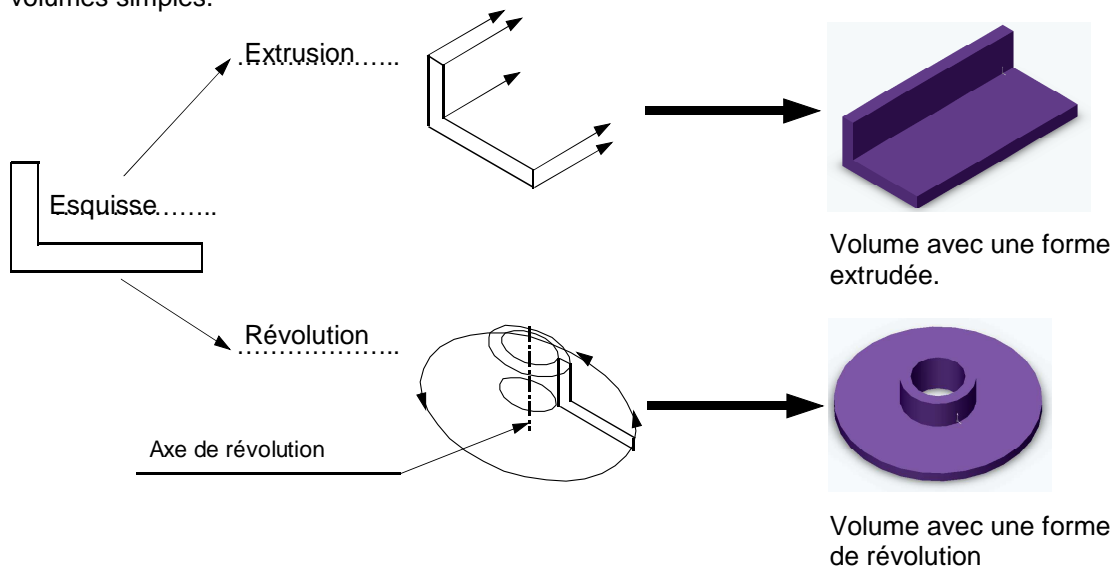 volumes simples.
Extrusion
Esquisse
Volume avec une forme
extrudée.
Révolution
Axe de révolution
Volume avec une forme
de révolution